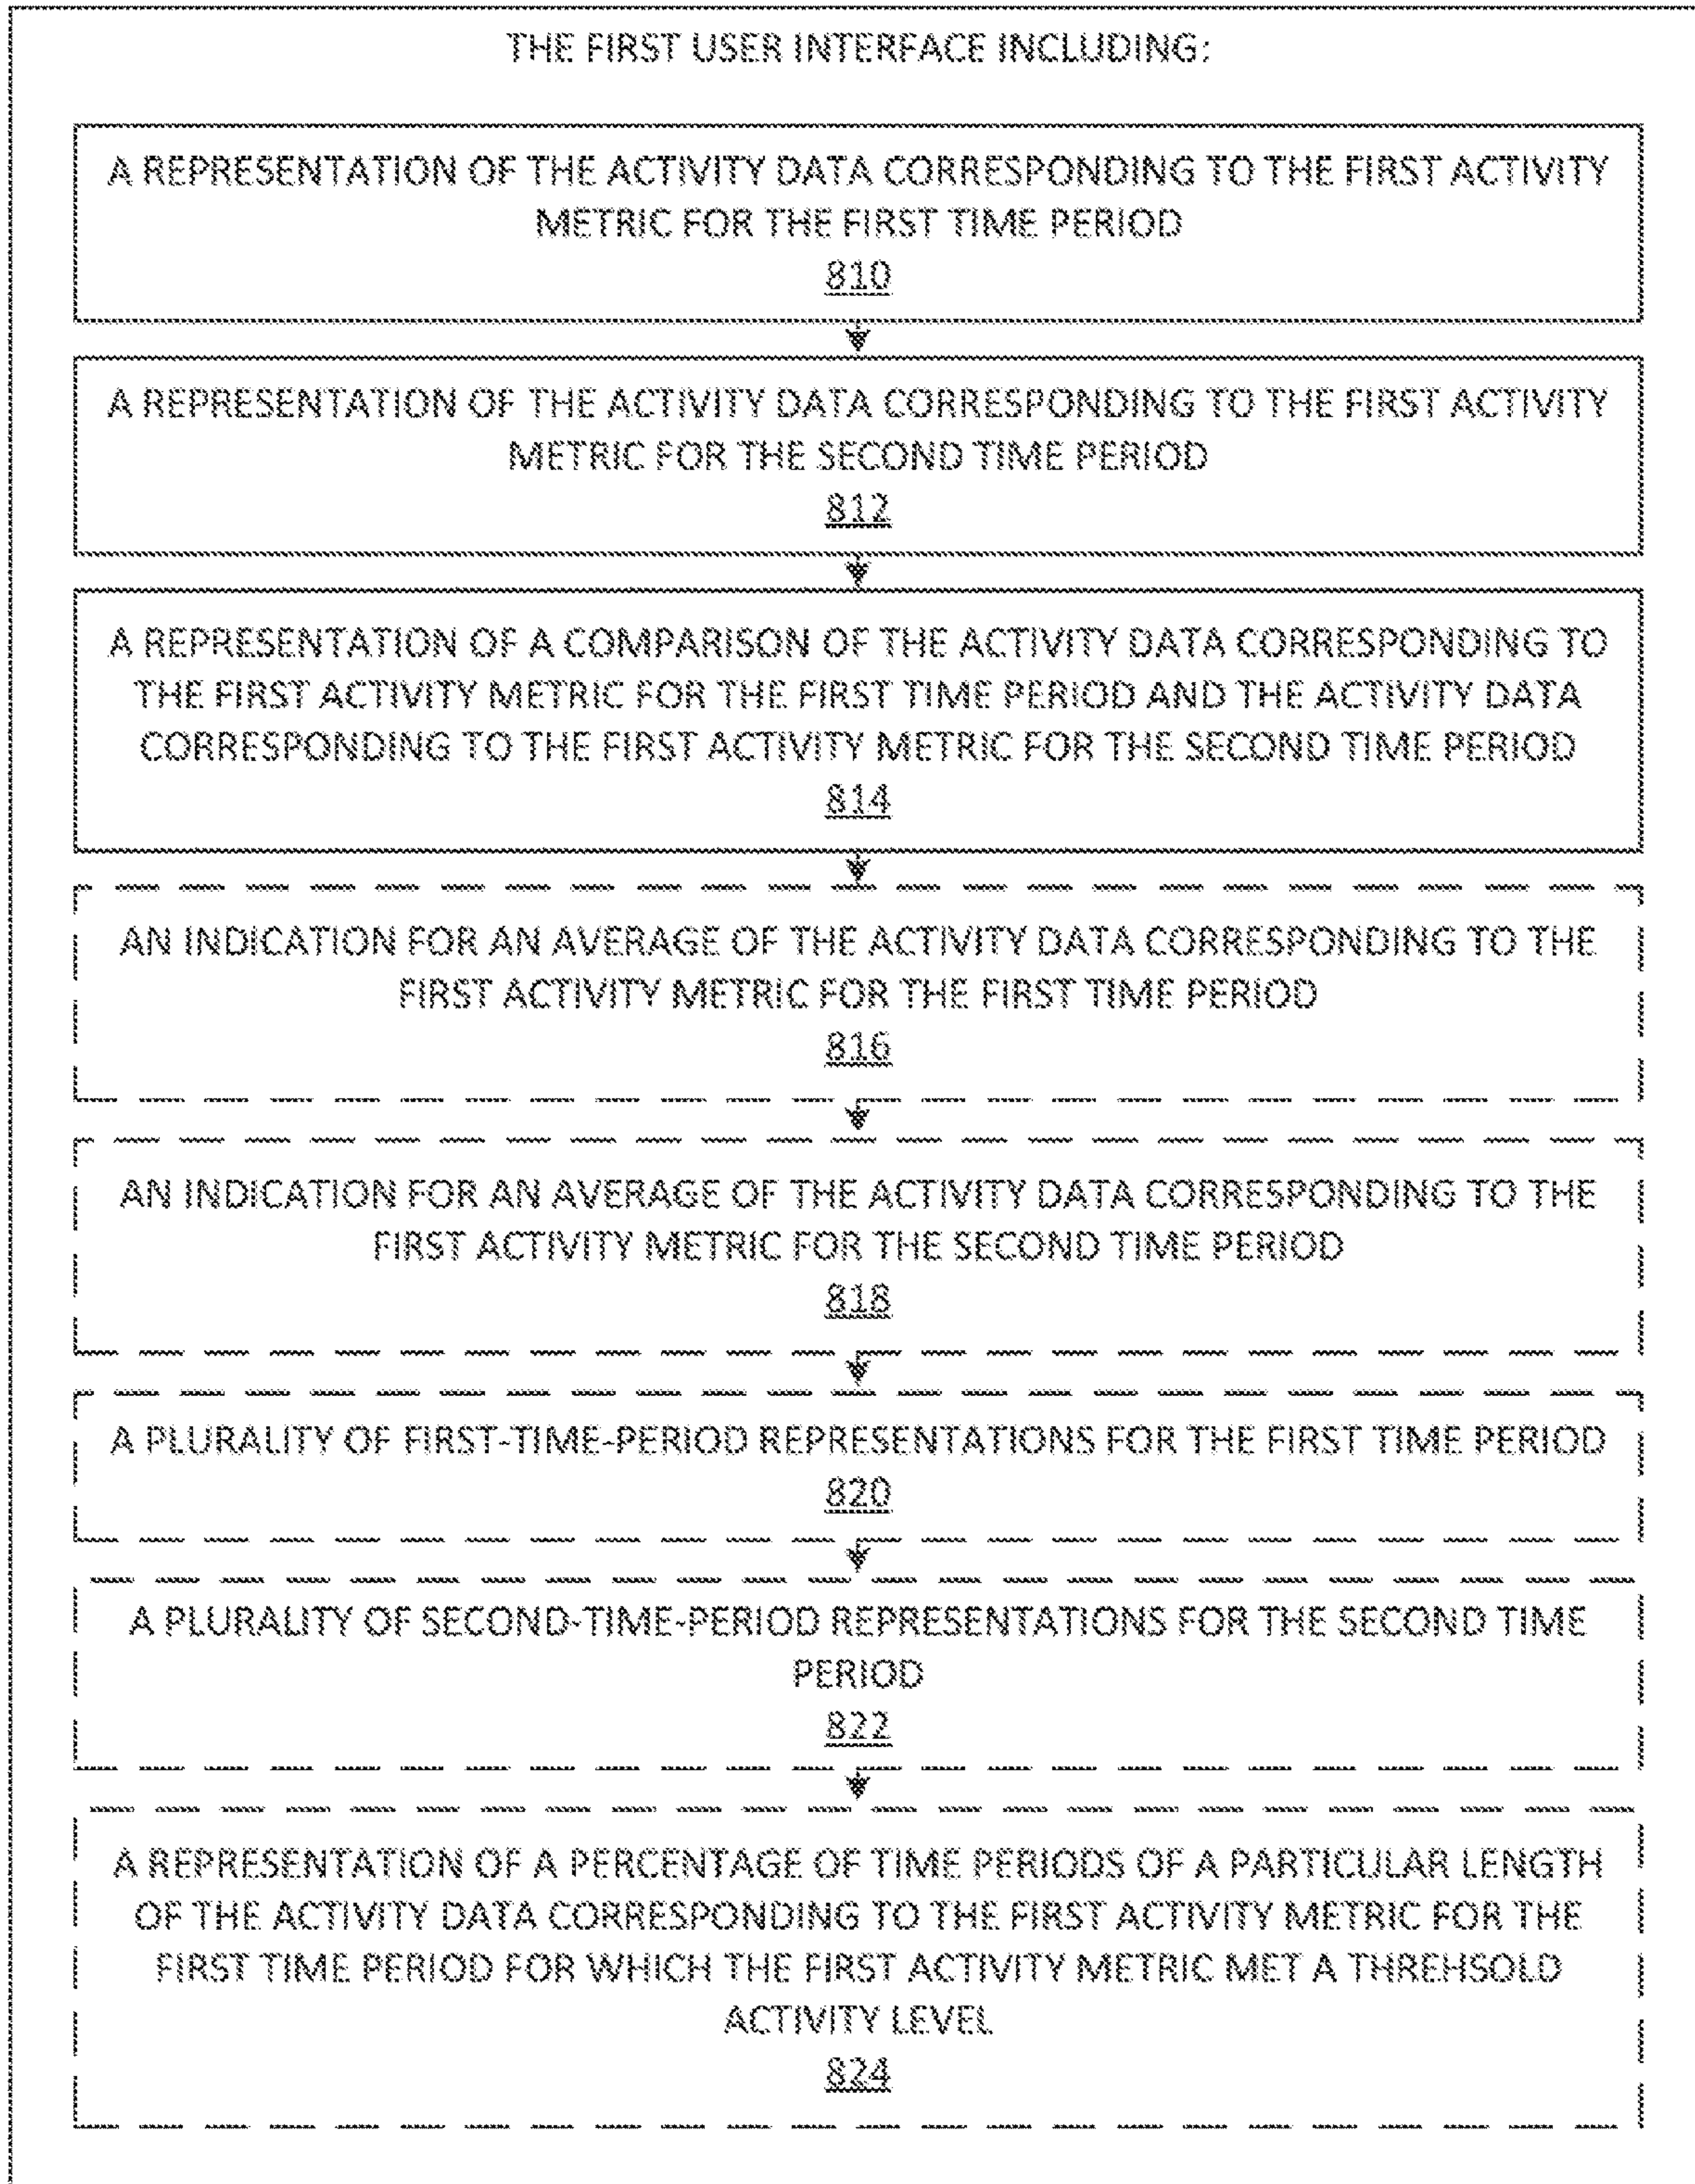 THE FIRST USER INTERFACE INCLUDING:
A REPRESENTATION OF THE ACTIVITY DATA CORRESPONDING TO THE FIRST ACTIVITY
METRIC FOR THE FIRST TIME PERIOD
810
A REPRESENTATION OF THE ACTIVITY DATA CORRESPONDING TO THE FIRST ACTIVITY
METRIC FOR THE SECOND TIME PERIOD
812
A REPRESENTATION OF A COMPARISON OF THE ACTIVITY DATA CORRESPONDING TO
THE FIRST ACTIVITY METRIC FOR THE FIRST TIME PERIOD AND THE ACTIVITY DATA
CORRESPONDING TO THE FIRST ACTIVITY METRIC FOR THE SECOND TIME PERIOD
814
AN INDICATION FOR AN AVERAGE OF THE ACTIVITY DATA CORRESPONDING TO THE
FIRST ACTIVITY METRIC FOR THE FIRST TIME PERIOD
816
AN INDICATION FOR AN AVERAGE OF THE ACTIVITY DATA CORRESPONDING TO THE
FIRST ACTIVITY METRIC FOR THE SECOND TIME PERIOD
818
A PLURALITY OF FIRST-TIME-PERIOD REPRESENTATIONS FOR THE FIRST TIME PERIOD
820
A PLURALITY OF SECOND-TIME-PERIOD REPRESENTATIONS FOR THE SECOND TIME
PERIOD
822
A REPRESENTATION OF A PERCENTAGE OF TIME PERIODS OF A PARTICULAR LENGTH
OF THE ACTIVITY DATA CORRESPONDING TO THE FIRST ACTIVITY METRIC FOR THE
FIRST TIME PERIOD FOR WHICH THE FIRST ACTIVITY METRIC MET A THREHSOLD
ACTIVITY LEVEL
824